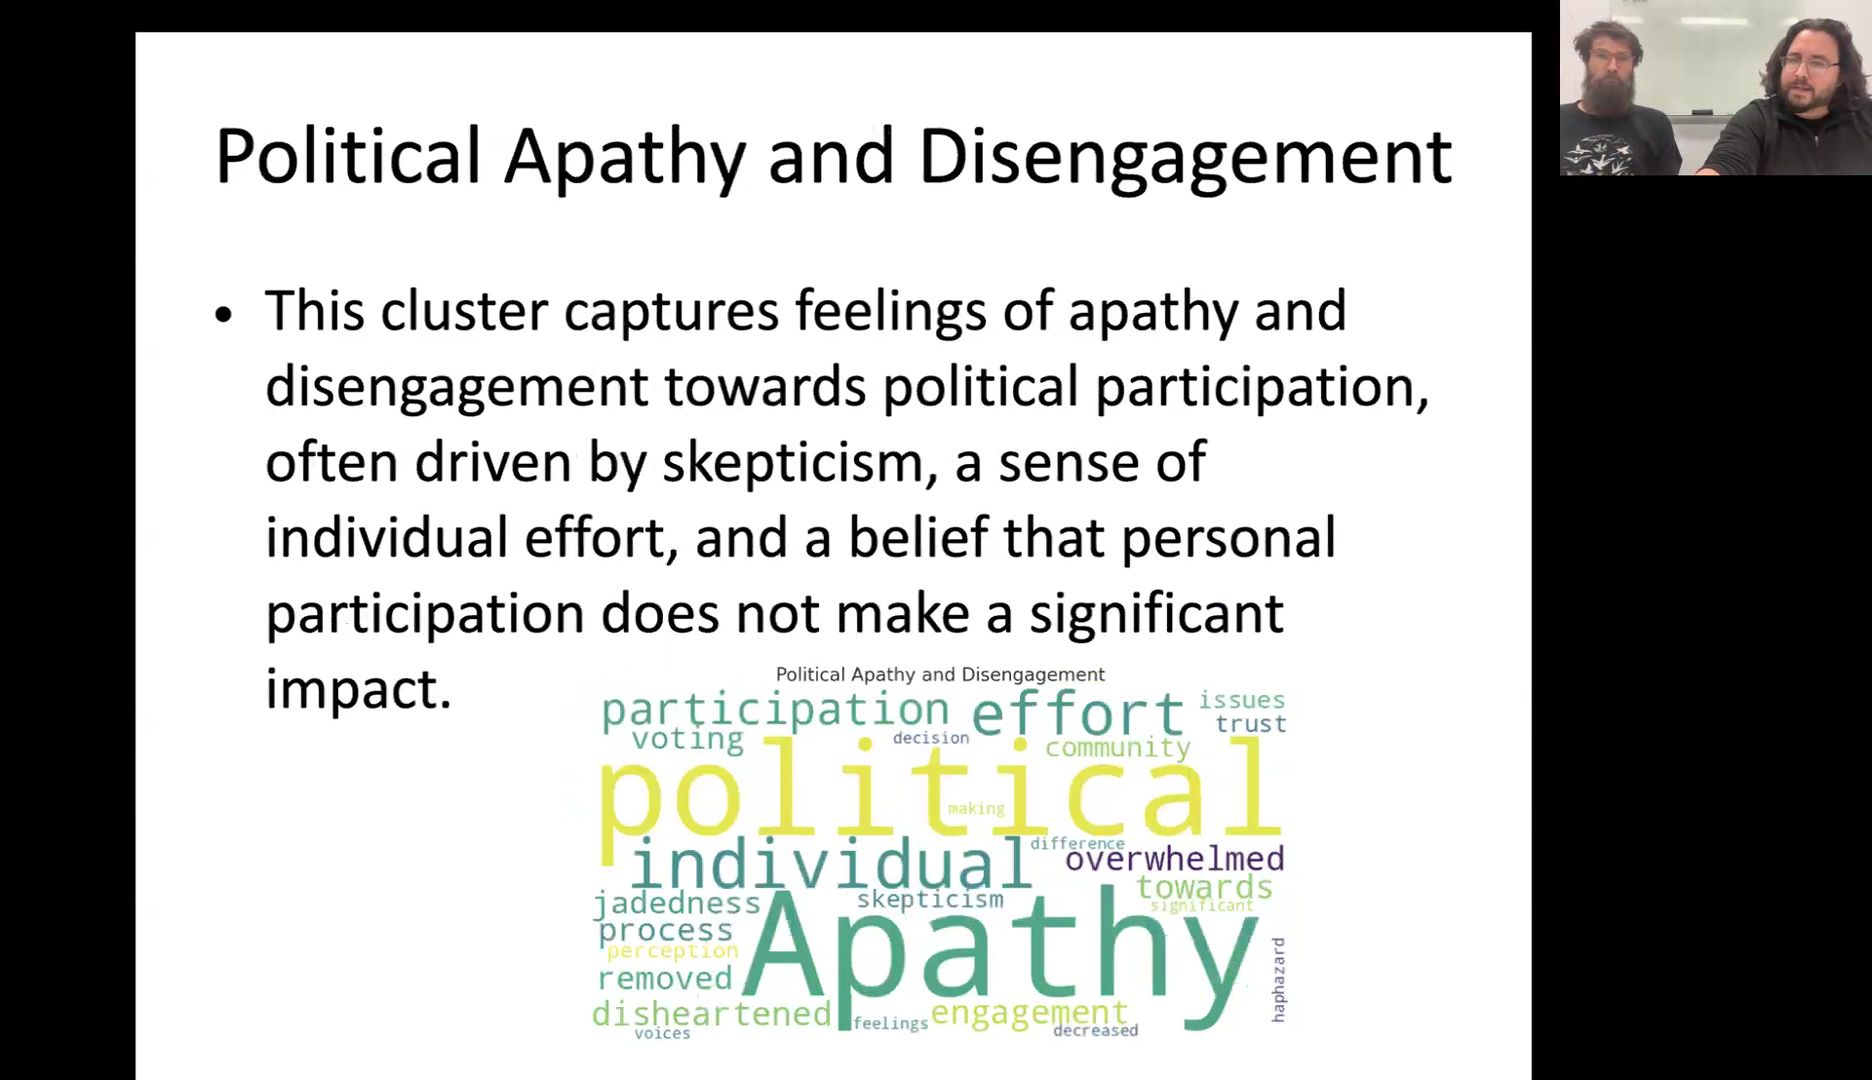 Political Apathy and Disengagement
• This cluster captures feelings of apathy and
disengagement towards political participation,
often driven by skepticism, a sense of
individual effort, and a belief that personal
participation does not make a significant
impact.
Political Apathy and Disengagement
participation effort issues
trust
voting decision community
political
making
individual difference
overwhelmed
towards
jadedness skepticism significant
process
Apathy
perception
removed
haphazard
disheartened
feelings engagement
voices decreased